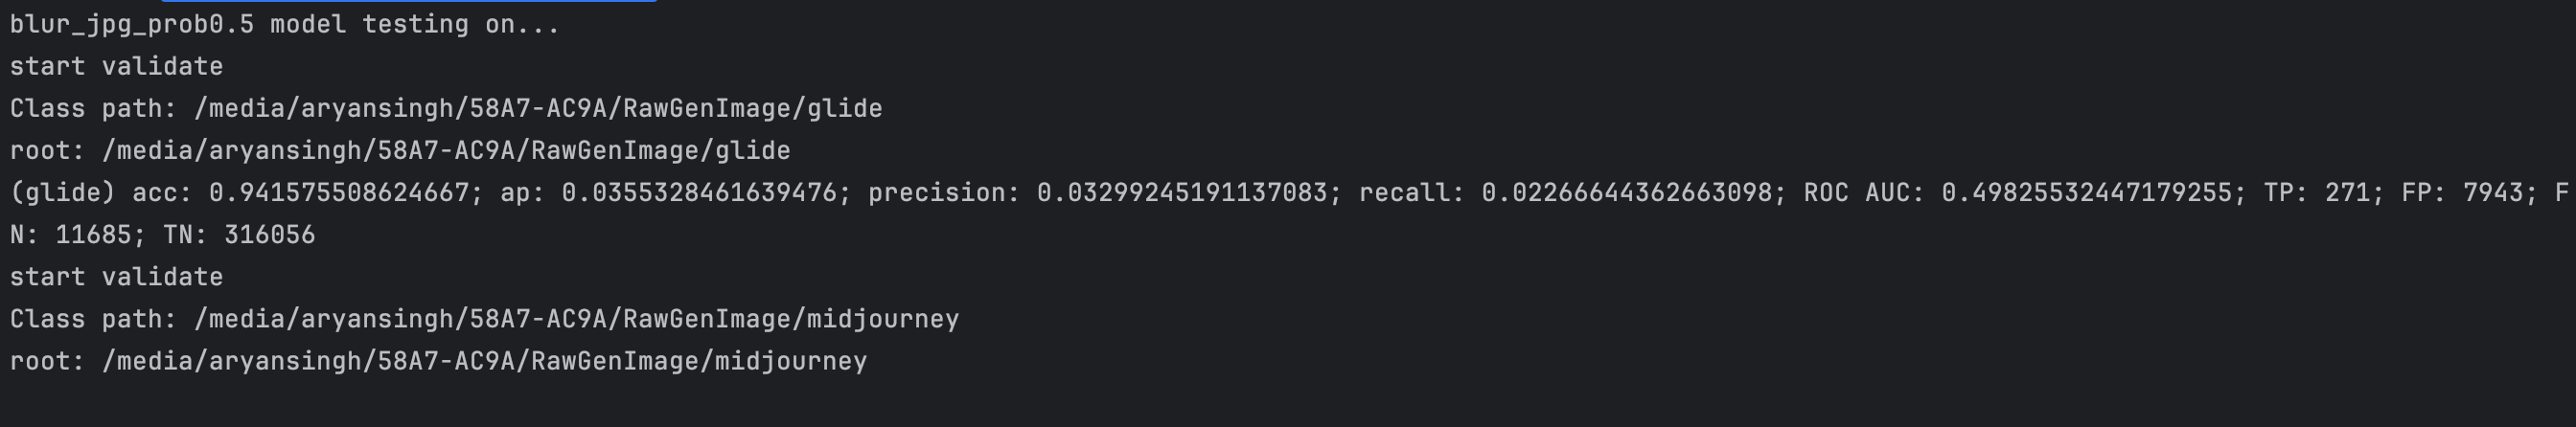 blur_jpg_prob0.5 model testing on...
start validate
Class path: /media/aryansingh/58A7-AC9A/RawGenImage/glide
root: /media/aryansingh/58A7-AC9A/RawGenImage/glide
(glide) acc: 0.941575508624667; ap: 0.0355328461639476; precision: 0.03299245191137083; recall: 0.02266644362663098; ROC AUC: 0.49825532447179255; TP: 271; FP: 7943; F
N: 11685; TN: 316056
start validate
Class path: /media/aryansingh/58A7-AC9A/RawGenImage/midjourney
root: /media/aryansingh/58A7-AC9A/RawGenImage/midjourney